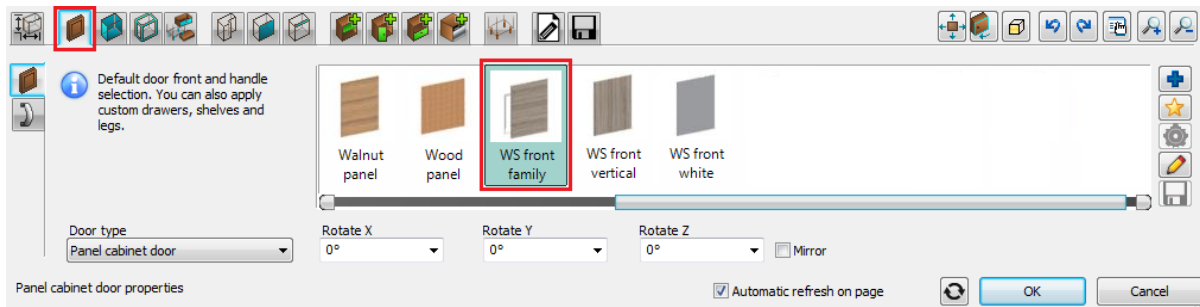 Default door front and handle
selection. You can also apply
custom drawers, shelves and
legs.
Walnut
panel
Wood
panel
WS front
family
WS front
vertical
WS front
white
Door type
Panel cabinet door
Rotate X
0°
Rotate Y
0°
Rotate Z
0°
Mirror
Panel cabinet door properties
Automatic refresh on page
OK
Cancel